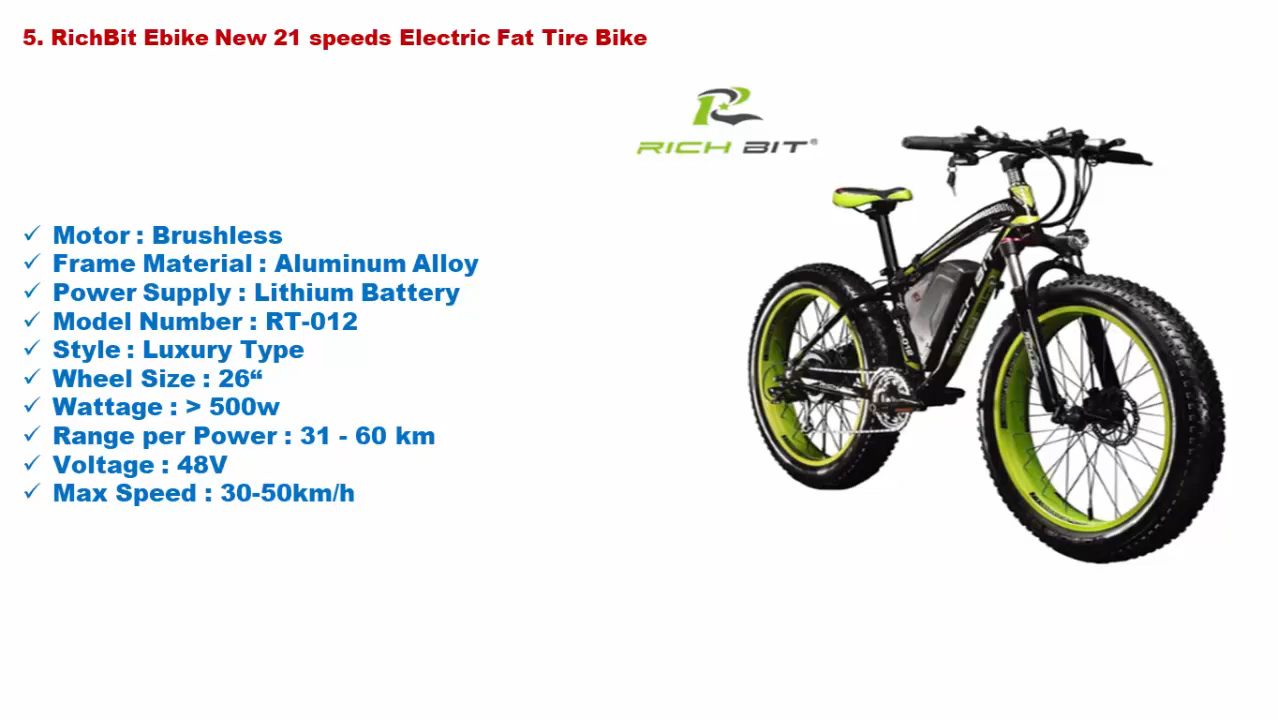 5. RichBit Ebike New 21 speeds Electric Fat Tire Bike
RICH BIT®
✓ Motor : Brushless
✓ Frame Material : Aluminum Alloy
✓ Power Supply : Lithium Battery
✓ Model Number : RT-012
✓ Style : Luxury Type
✓ Wheel Size : 26“
✓ Wattage : > 500w
✓ Range per Power : 31 - 60 km
✓ Voltage : 48V
✓ Max Speed : 30-50km/h
RICH BIT